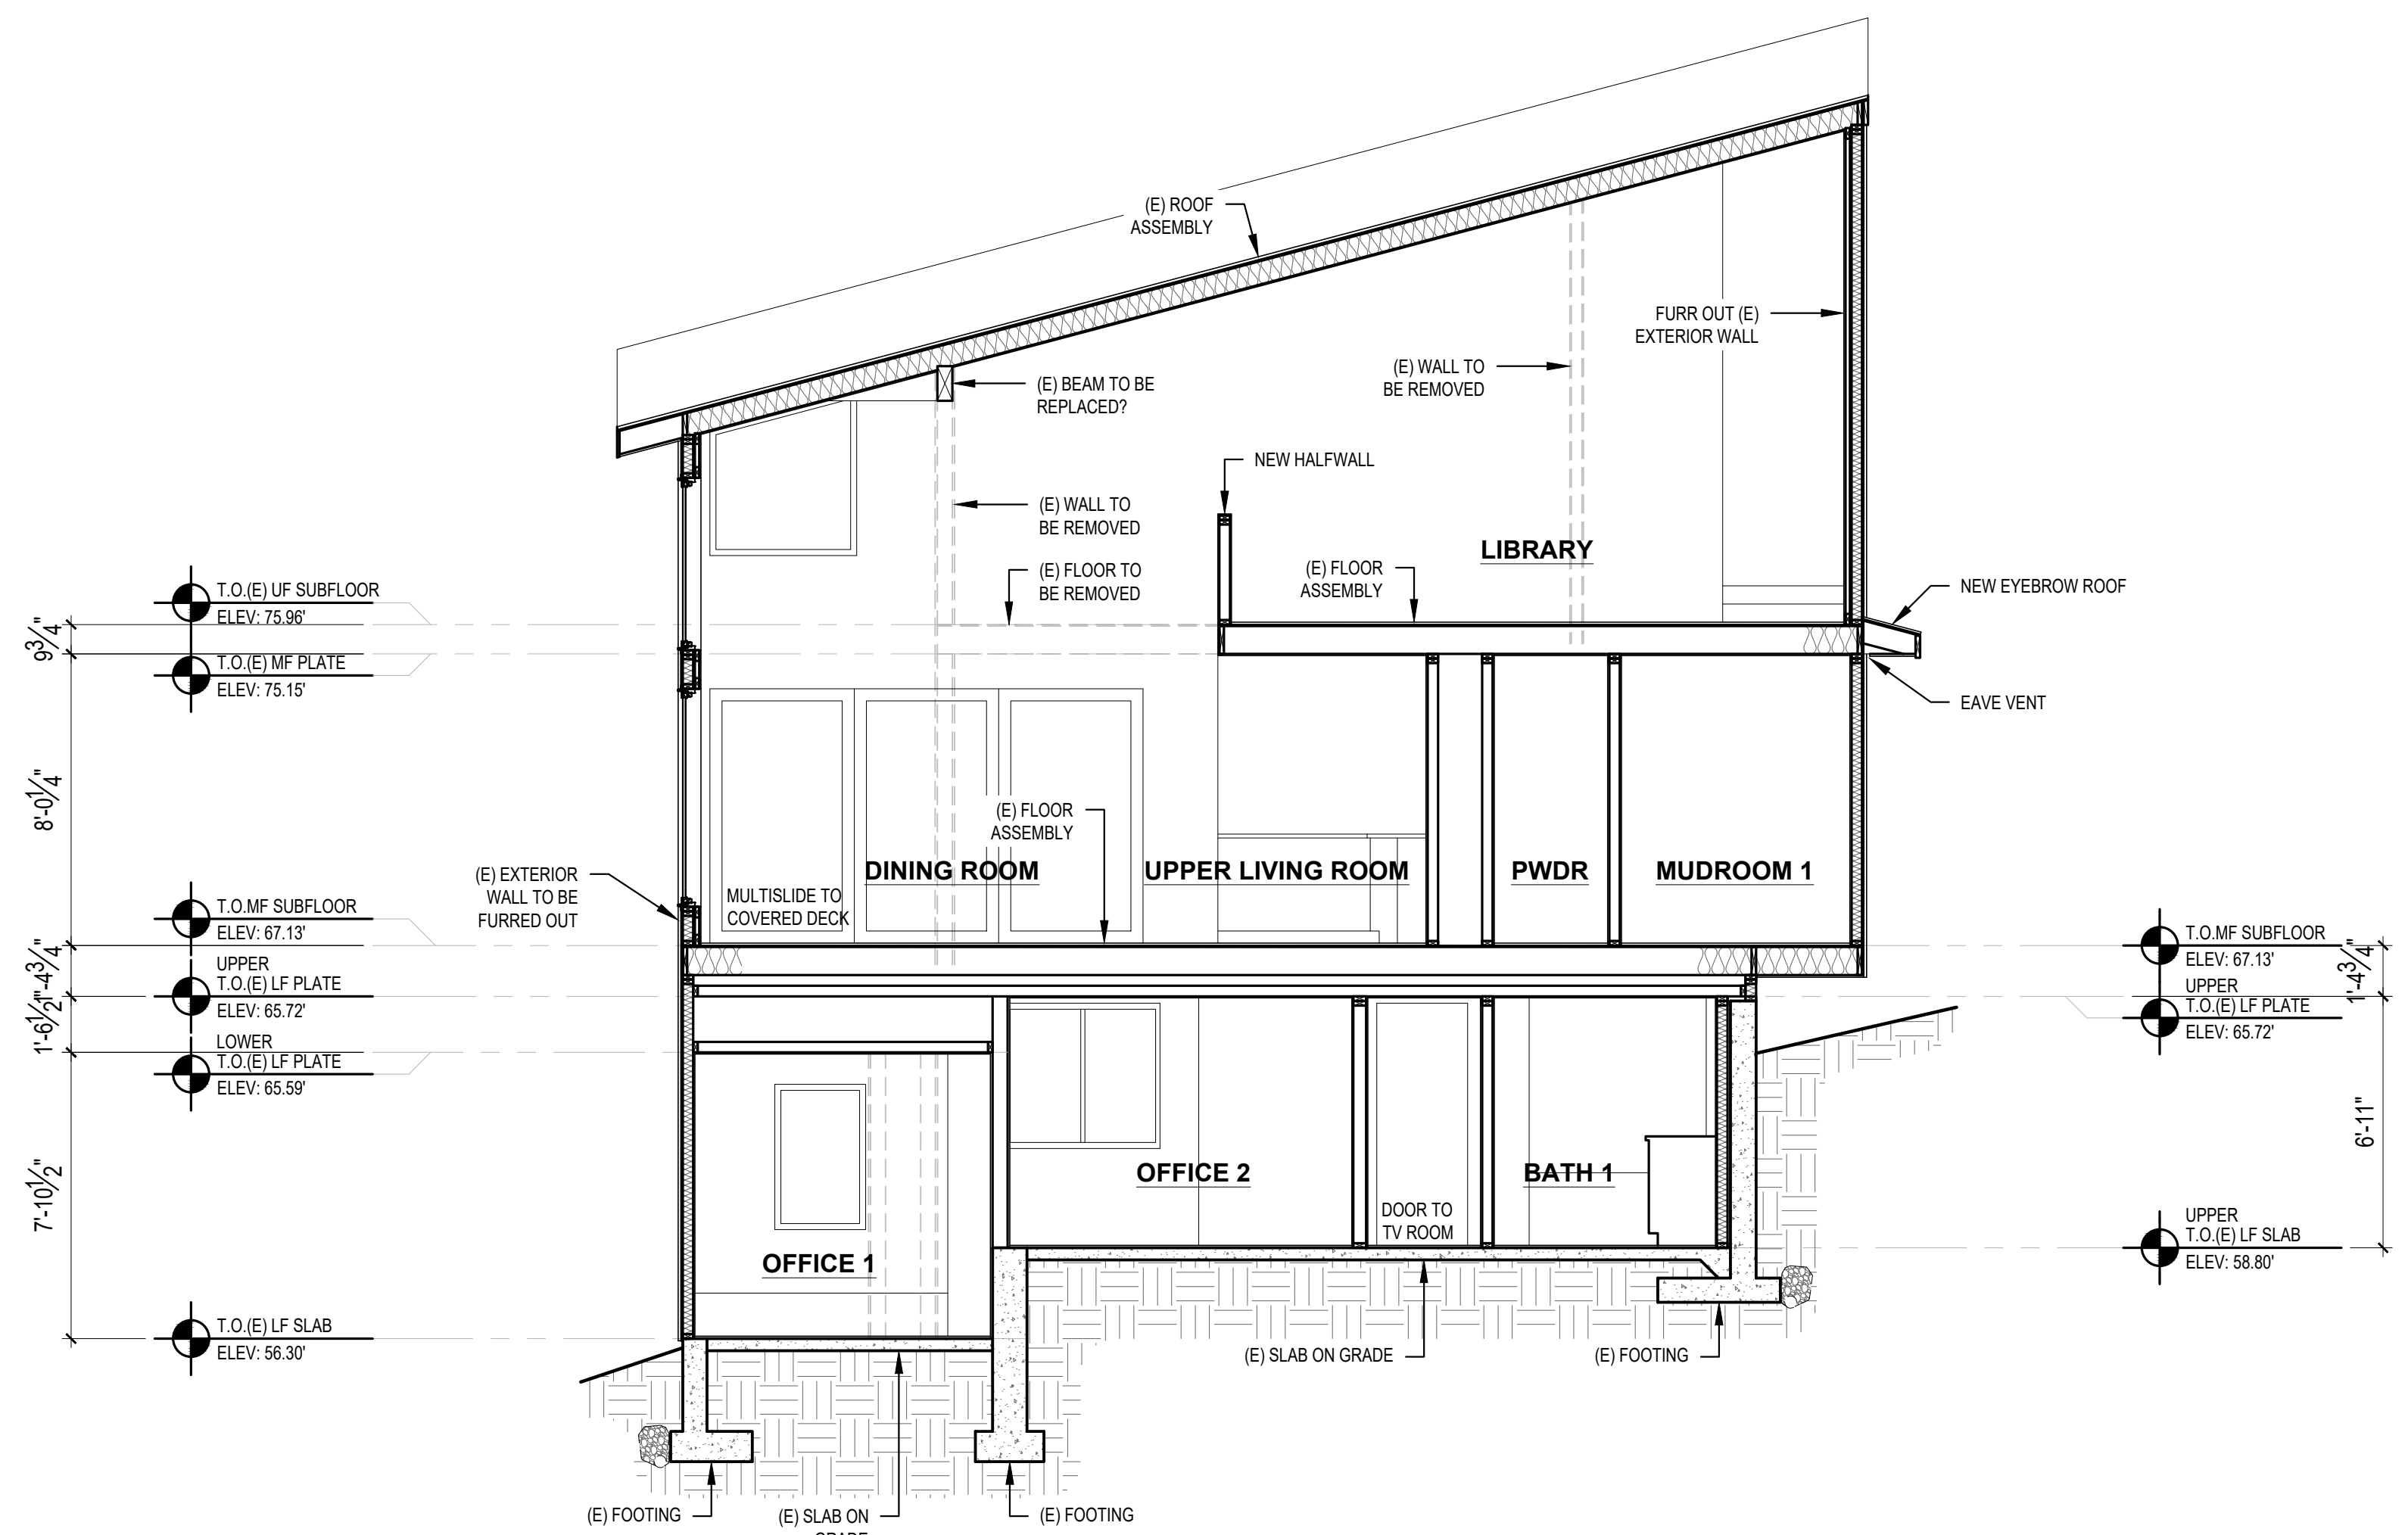 (E) ROOF
ASSEMBLY
FURR OUT (E)
EXTERIOR WALL
(E) WALL TO
BE REMOVED
(E) BEAM TO BE
REPLACED?
NEW HALFWALL
(E) WALL TO
BE REMOVED
LIBRARY
(E) FLOOR TO
BE REMOVED
(E) FLOOR
ASSEMBLY
NEW EYEBROW ROOF
EAVE VENT
T.O.(E) UF SUBFLOOR
ELEV: 75.96'
9 3/4"
T.O.(E) MF PLATE
ELEV: 75.15'
8'-0 1/4"
(E) FLOOR
ASSEMBLY
DINING ROOM
UPPER LIVING ROOM
PWDR
MUDROOM 1
MULTISLIDE TO
COVERED DECK
(E) EXTERIOR
WALL TO BE
FURRED OUT
T.O.MF SUBFLOOR
ELEV: 67.13'
1'-4 3/4"
UPPER
T.O.(E) LF PLATE
ELEV: 65.72'
1'-6 1/2"
LOWER
T.O.(E) LF PLATE
ELEV: 65.59'
7'-10 1/2"
T.O.(E) LF SLAB
ELEV: 56.30'
T.O.MF SUBFLOOR
ELEV: 67.13'
1'-4 3/4"
UPPER
T.O.(E) LF PLATE
ELEV: 65.72'
6'-11"
UPPER
T.O.(E) LF SLAB
ELEV: 58.80'
OFFICE 2
BATH 1
DOOR TO
TV ROOM
OFFICE 1
(E) SLAB ON GRADE
(E) FOOTING
(E) FOOTING
(E) SLAB ON
GRADE
(E) FOOTING